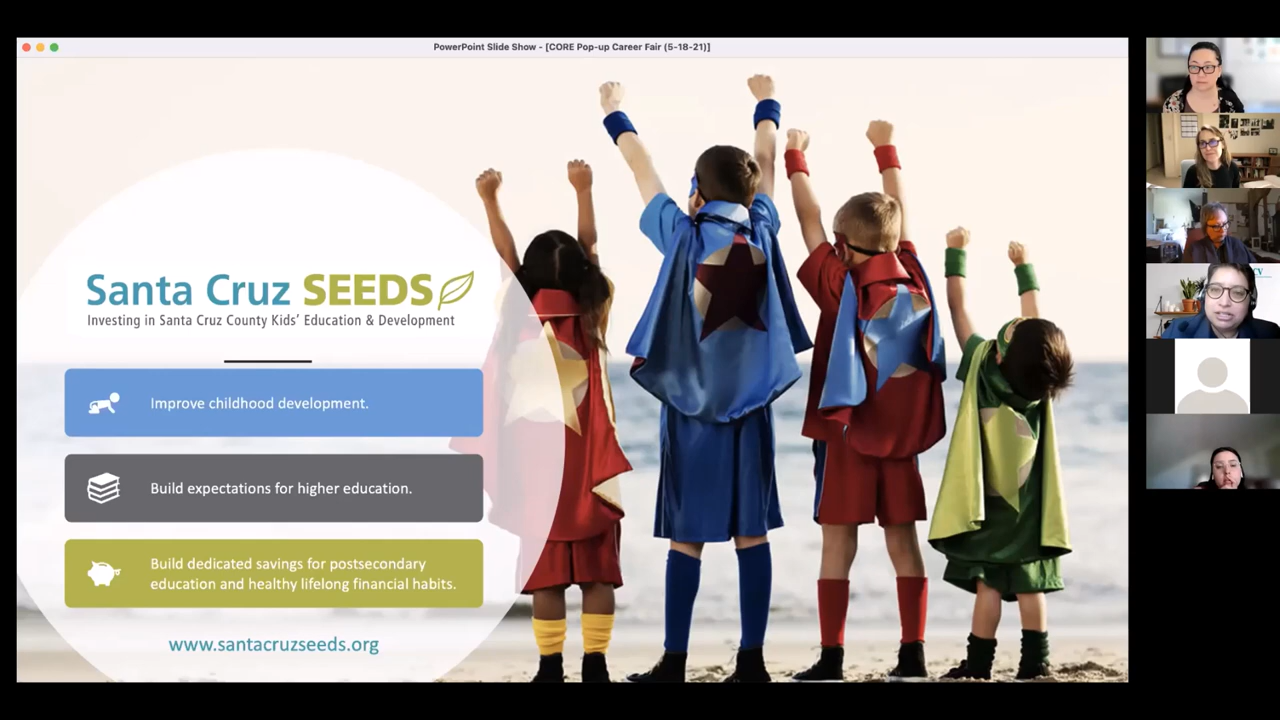 PowerPoint Slide Show - [CORE Pop-up Career Fair (5-18-21)]
Santa Cruz SEEDS
Investing in Santa Cruz County Kids' Education & Development
Improve childhood development.
Build expectations for higher education.
Build dedicated savings for postsecondary
education and healthy lifelong financial habits.
www.santacruzseeds.org